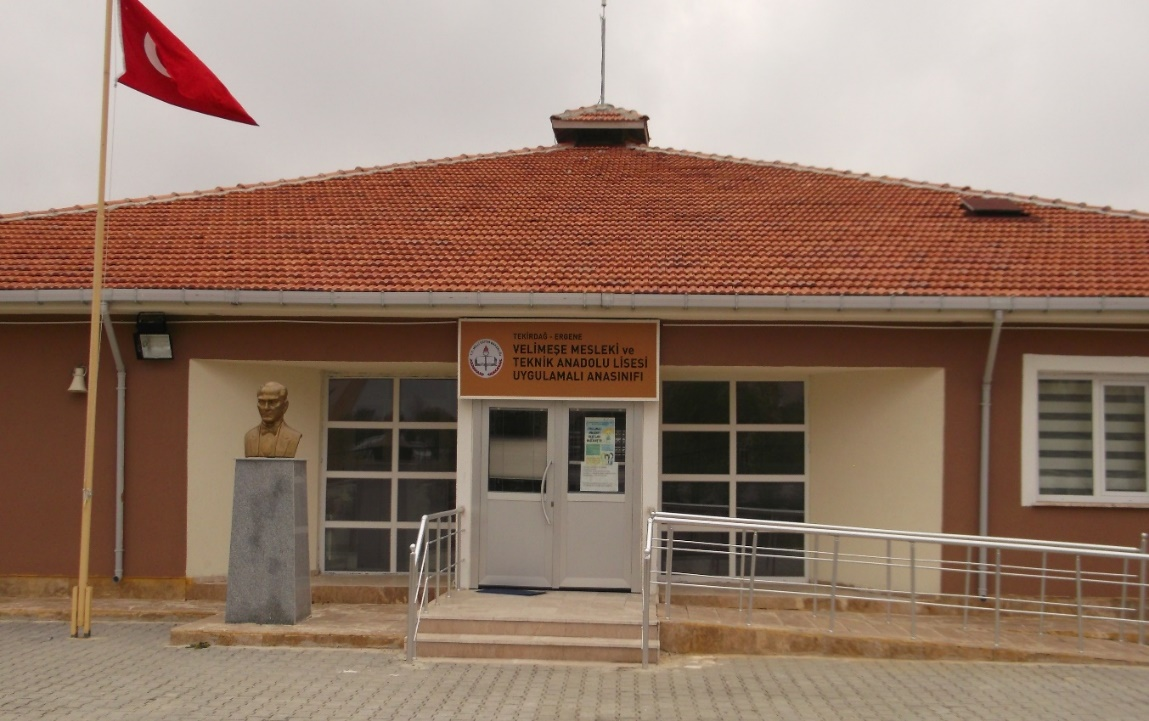 TEKİRDAĞ - ERGENE
VELİMEŞE MESLEKİ ve
TEKNİK ANADOLU LİSESİ
UYGULAMALI ANASINIFI